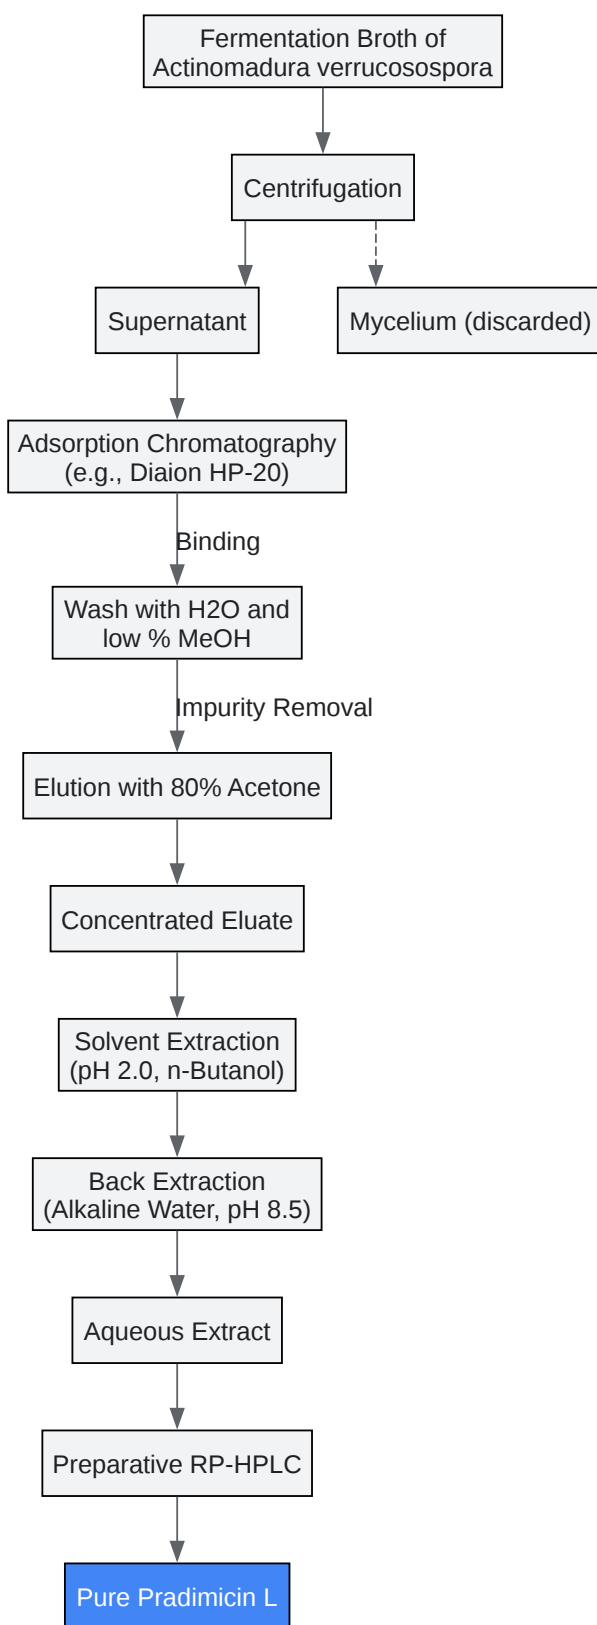 Fermentation Broth of
Actinomadura verrucosospora
Centrifugation
Supernatant
Mycelium (discarded)
Adsorption Chromatography
(e.g., Diaion HP-20)
Binding
Wash with H2O and
low % MeOH
Impurity Removal
Elution with 80% Acetone
Concentrated Eluate
Solvent Extraction
(pH 2.0, n-Butanol)
Back Extraction
(Alkaline Water, pH 8.5)
Aqueous Extract
Preparative RP-HPLC
Pure Pradimicin L